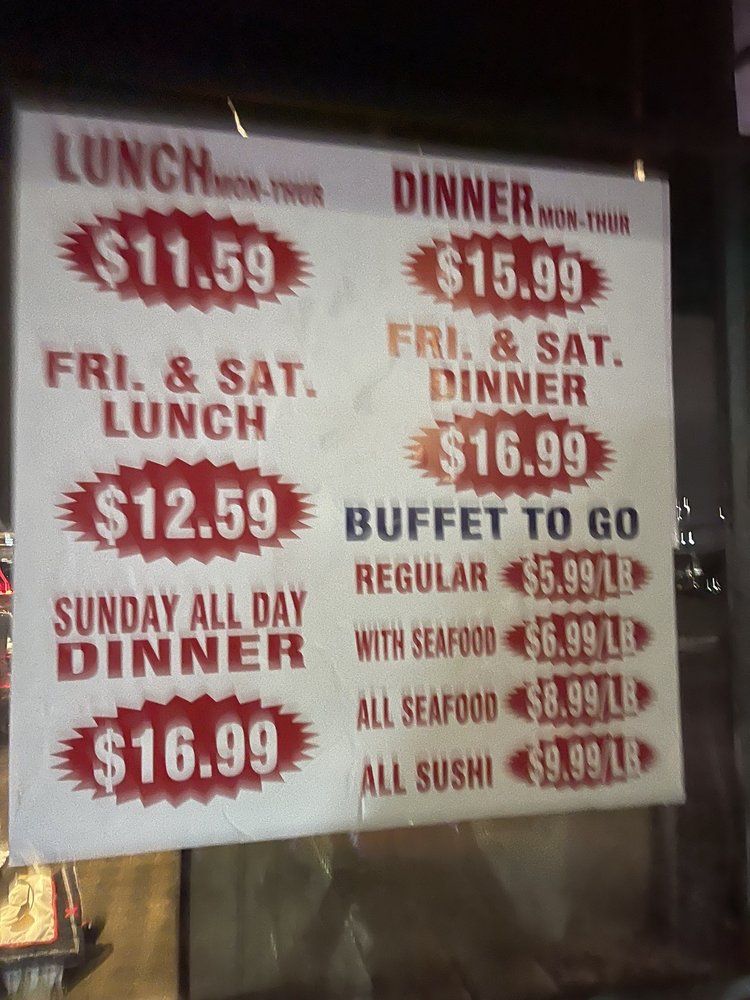 LUNCH MON-THUR
$11.59
FRI. & SAT.
LUNCH
$12.59
SUNDAY ALL DAY
DINNER
$16.99
DINNER MON-THUR
$15.99
FRI. & SAT.
DINNER
$16.99
BUFFET TO GO
REGULAR $5.99/LB
WITH SEAFOOD $6.99/LB
ALL SEAFOOD $8.99/LB
ALL SUSHI $9.99/LB